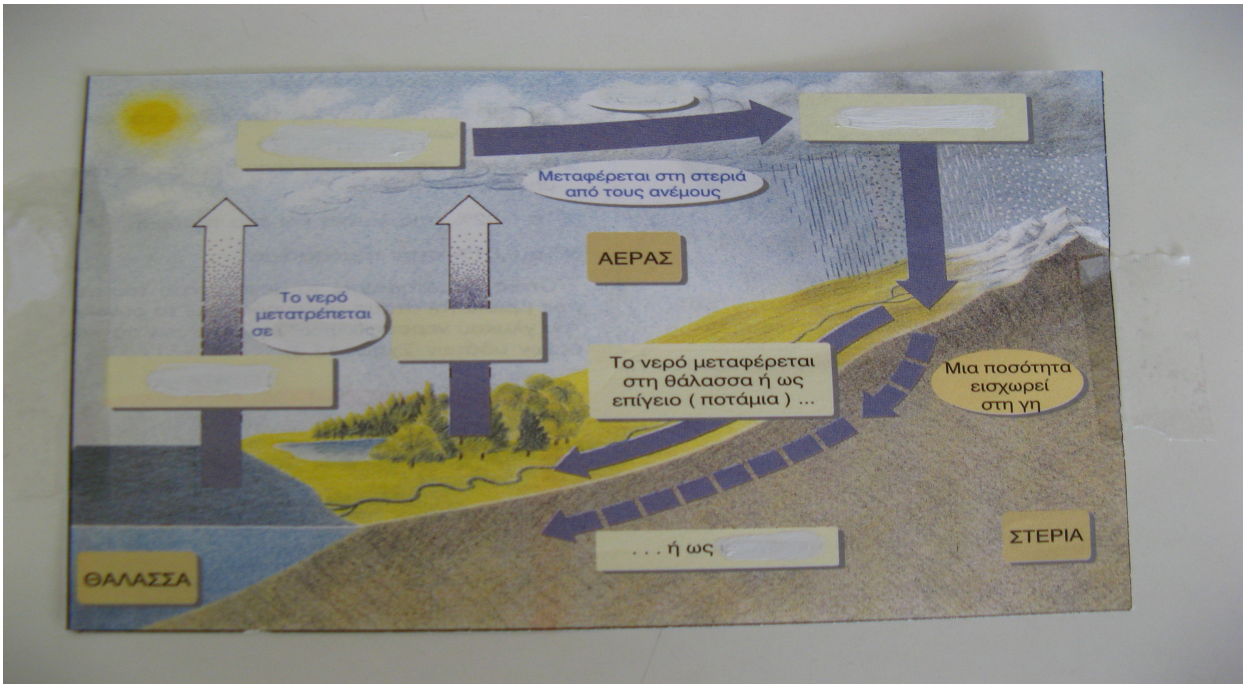 Μεταφέρεται στη στεριά
από τους ανέμους
ΑΕΡΑΣ
Το νερό
μετατρέπεται
σε
Το νερό μεταφέρεται
στη θάλασσα ή ως
επίγειο ( ποτάμια ) ...
Μια ποσότητα
εισχωρεί
στη γη
. . . ή ως
ΣΤΕΡΙΑ
ΘΑΛΑΣΣΑ